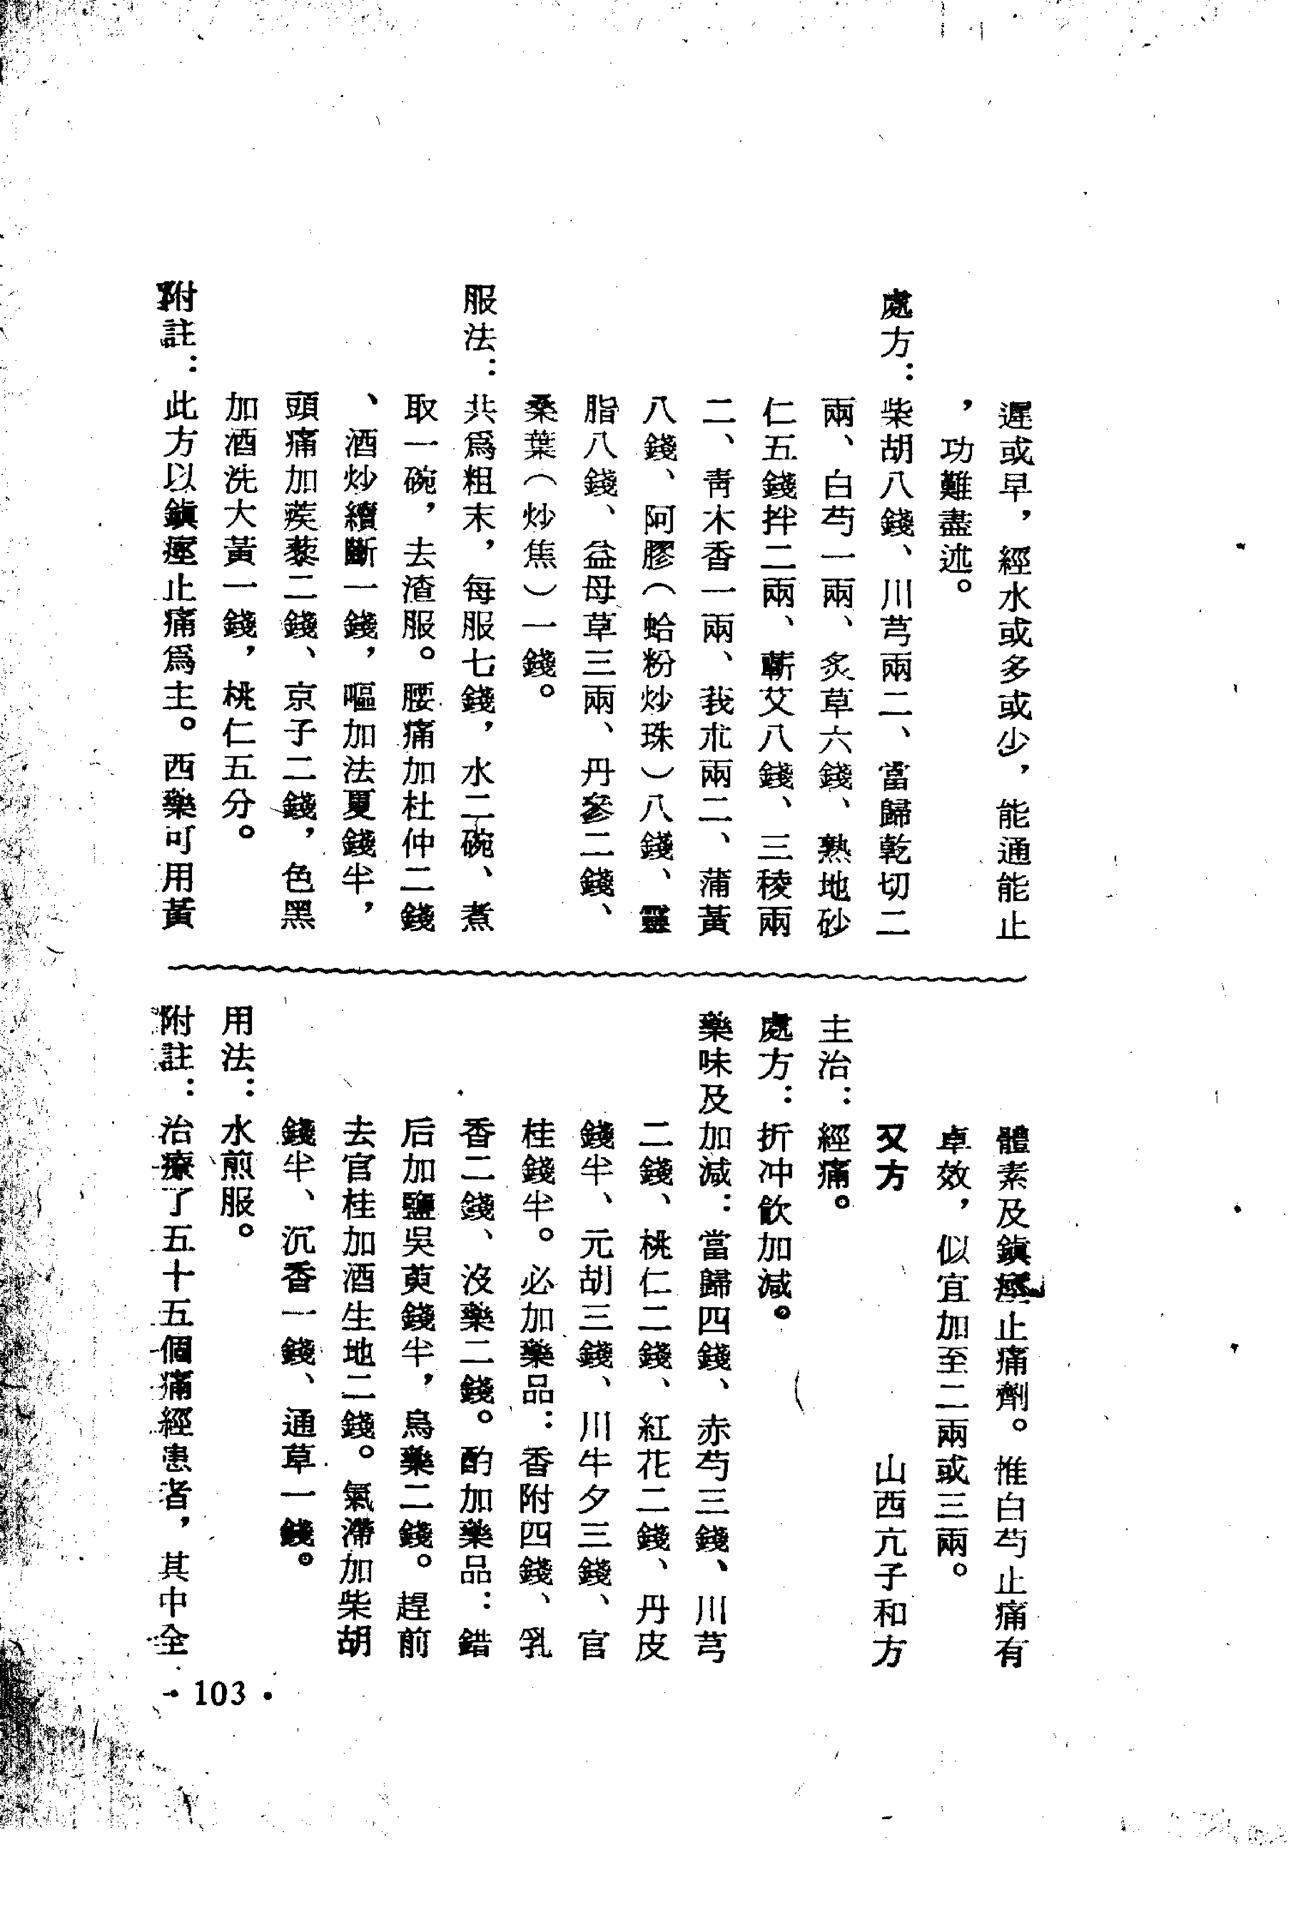 遲或早，經水或多或少，能通能止
，功難盡述。
處方：柴胡八錢、川芎兩二、當歸乾切二
兩、白芍一兩、炙草六錢、熟地砂
仁五錢拌二兩、蘄艾八錢、三稜兩
二、青木香一兩、我朮兩二、蒲黃
八錢、阿膠（蛤粉炒珠）八錢、靈
脂八錢、益母草三兩、丹參二錢、
桑葉（炒焦）一錢。
服法：共爲粗末，每服七錢，水二碗、煮
取一碗，去渣服。腰痛加杜仲二錢
、酒炒續斷一錢，嘔加法夏錢半，
頭痛加蒺藜二錢、京子二錢，色黑
加酒洗大黃一錢，桃仁五分。
附註：此方以鎮痙止痛爲主。西藥可用黃
體素及鎮痙止痛劑。惟白芍止痛有
卓效，似宜加至二兩或三兩。
又方　山西亢子和方
主治：經痛。
處方：折冲飲加減。
藥味及加減：當歸四錢、赤芍三錢、川芎
二錢、桃仁二錢、紅花二錢、丹皮
錢半、元胡三錢、川牛夕三錢、官
桂錢半。必加藥品：香附四錢、乳
香二錢、沒藥二錢。酌加藥品：錯
后加鹽吳萸錢半，烏藥二錢。趕前
去官桂加酒生地二錢。氣滯加柴胡
錢半、沉香一錢、通草一錢。
用法：水煎服。
附註：治療了五十五個痛經患者，其中全
·103·